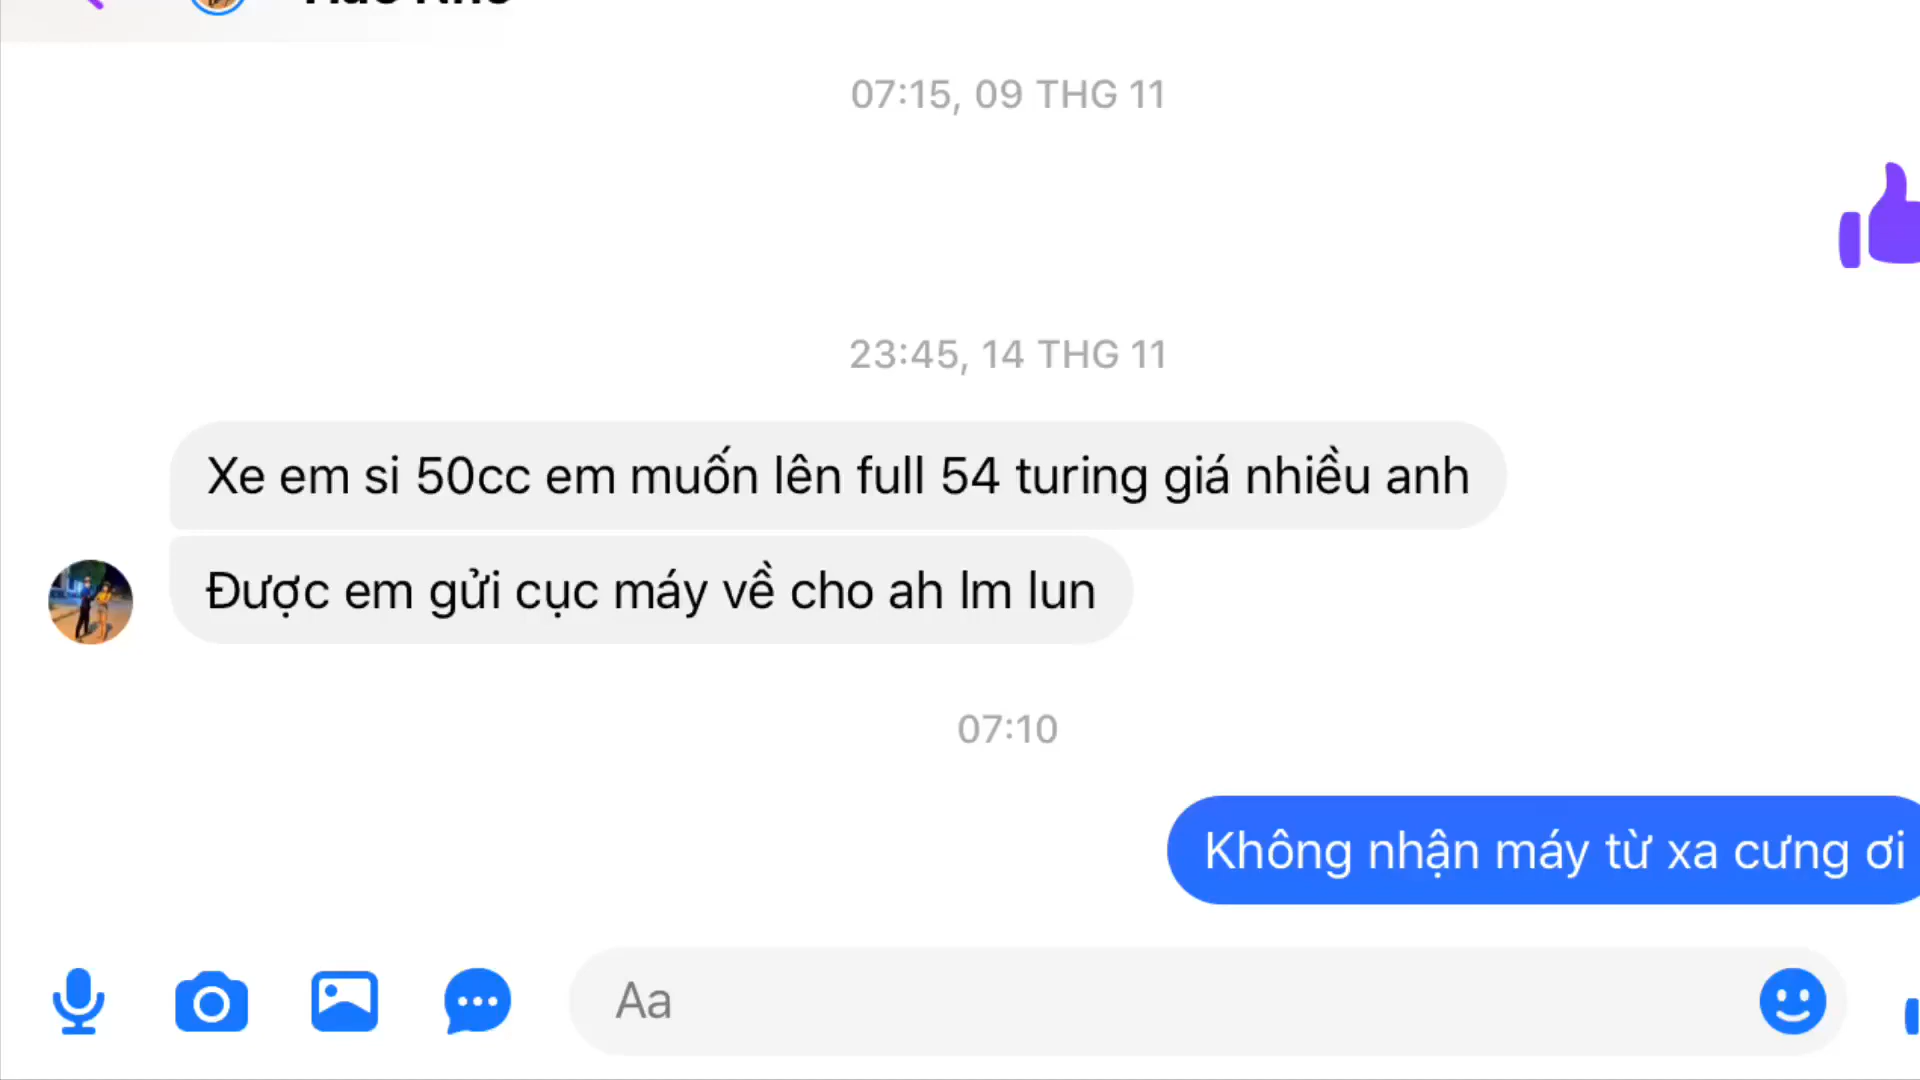 07:15, 09 THG 11
23:45, 14 THG 11
Xe em si 50cc em muốn lên full 54 turing giá nhiều anh
Được em gửi cục máy về cho ah lm lun
07:10
Không nhận máy từ xa cưng ơi
Aa